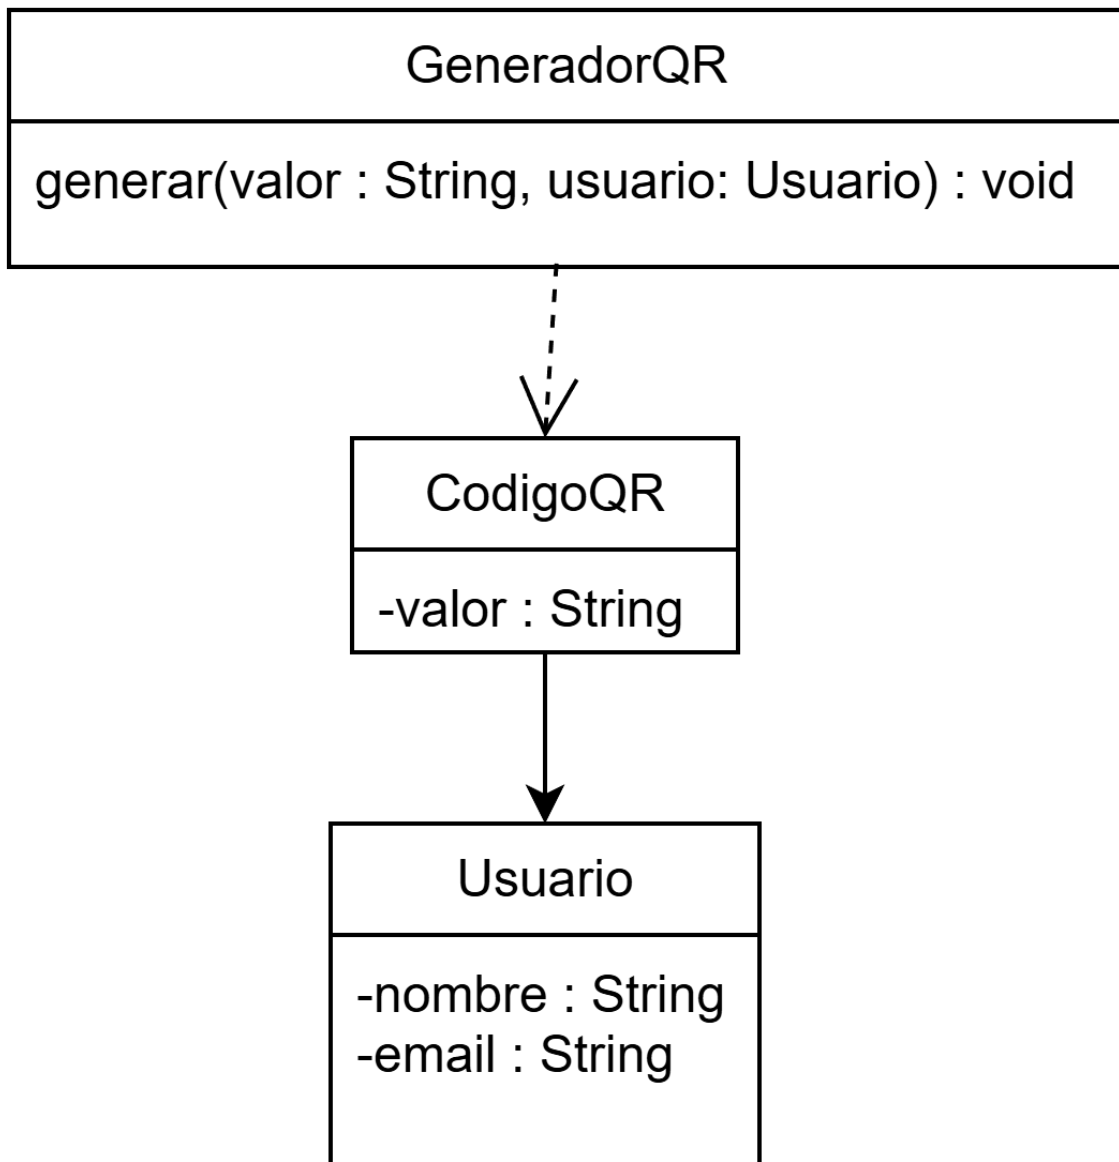 GeneradorQR
generar(valor : String, usuario: Usuario) : void
CodigoQR
-valor : String
Usuario
-nombre : String
-email : String